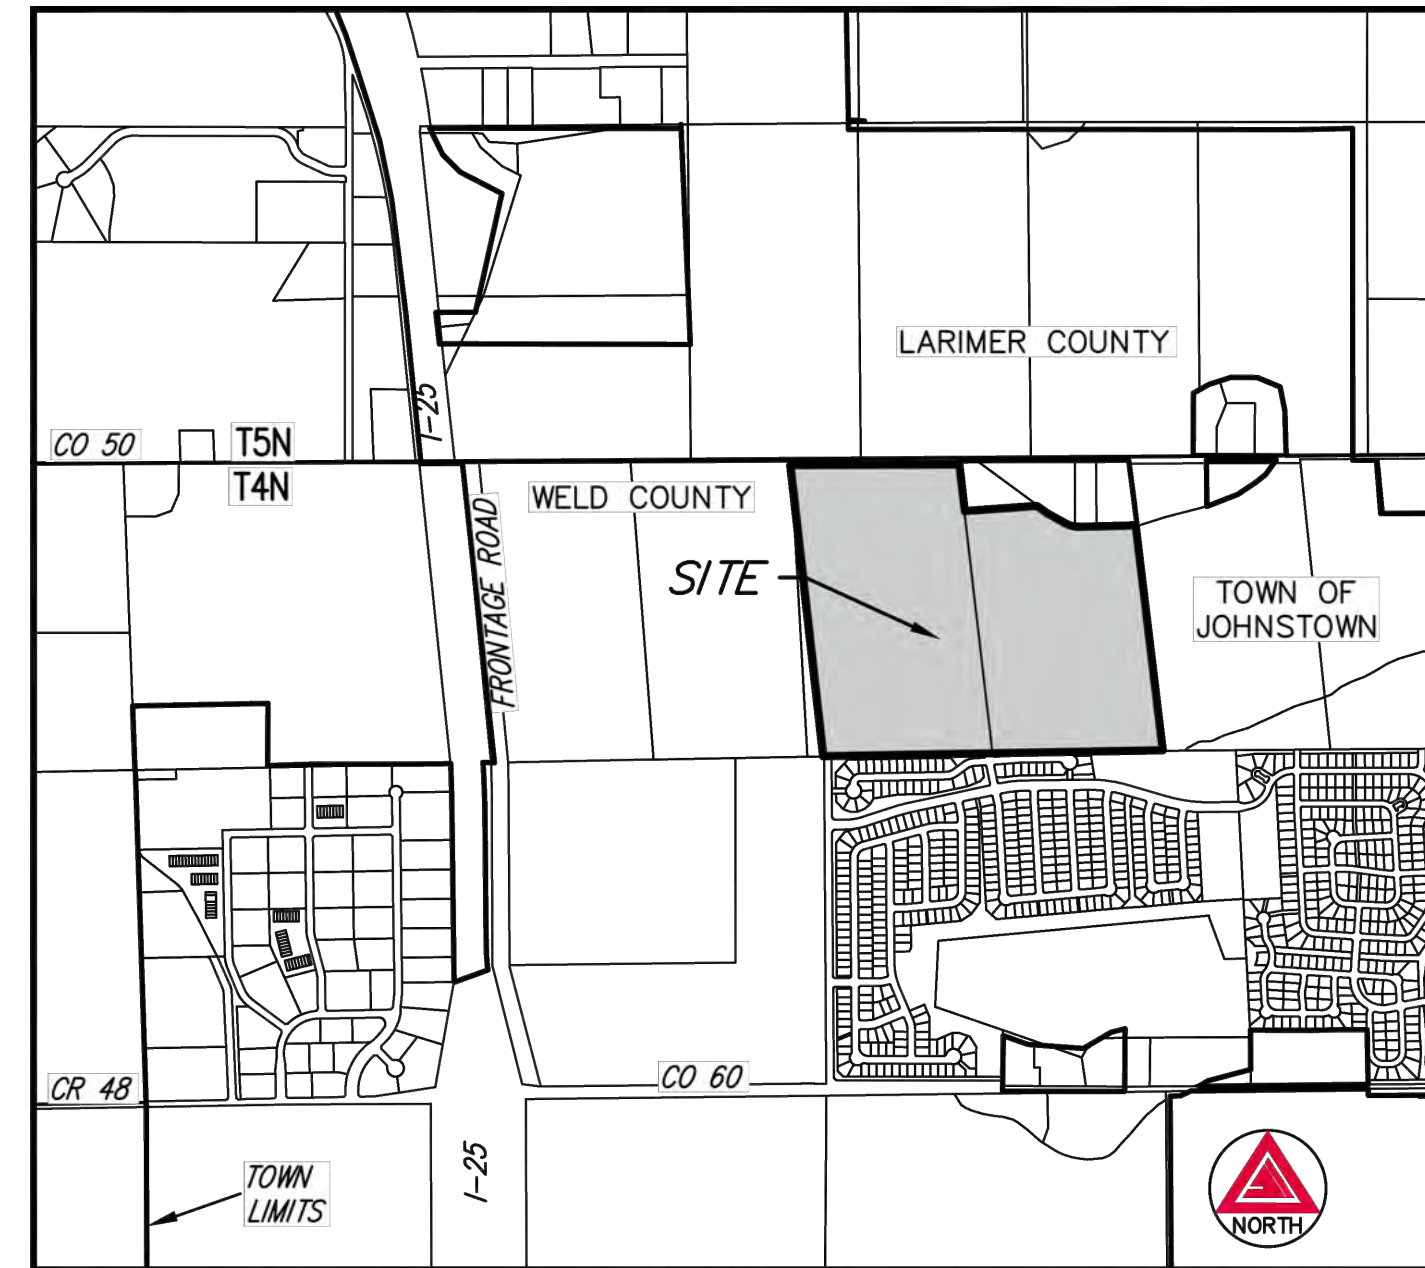 LARIMER COUNTY
I-25
CO 50
T5N
T4N
WELD COUNTY
FRONTAGE ROAD
SITE
TOWN OF
JOHNSTOWN
CR 48
CO 60
I-25
TOWN
LIMITS
NORTH